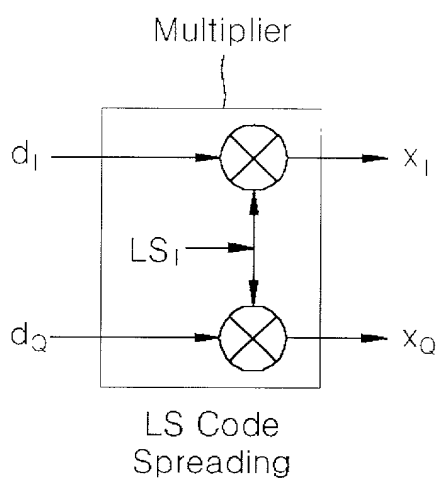 Multiplier
d_I
x_I
LS_I
d_Q
x_Q
LS Code
Spreading